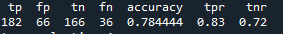 tp fp tn fn accuracy tpr tnr
182 66 166 36 0.784444 0.83 0.72